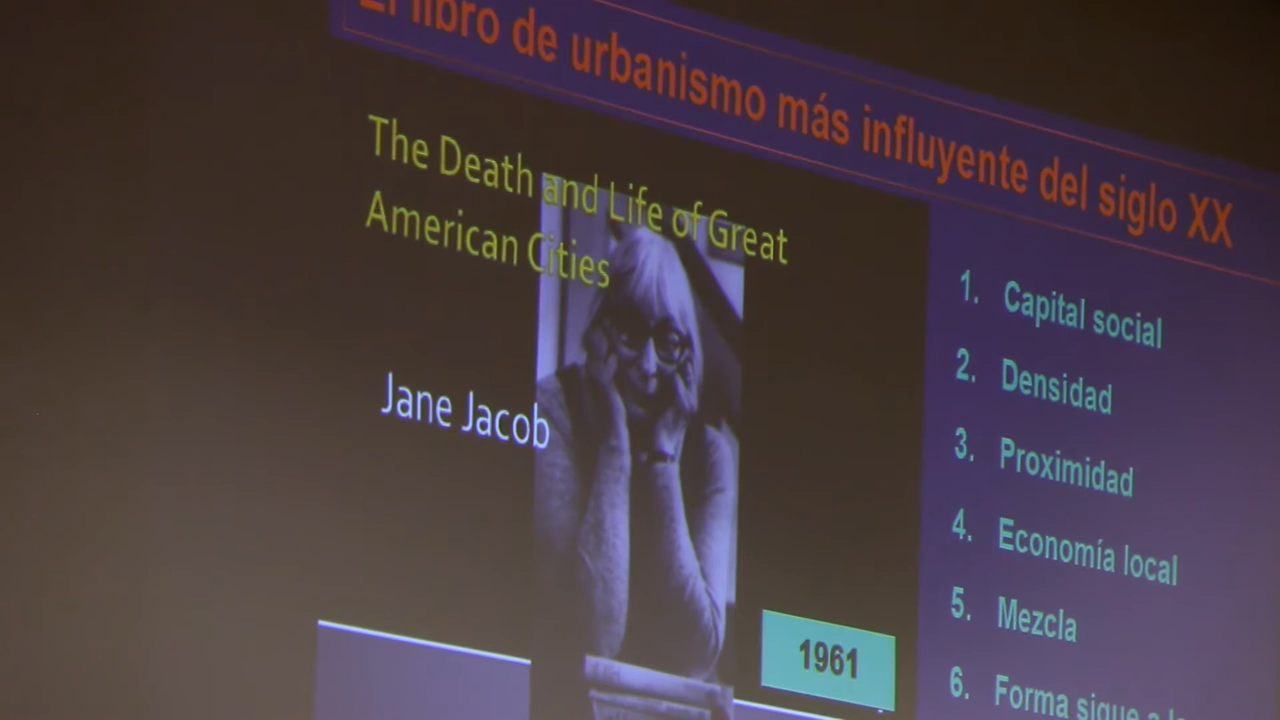 El libro de urbanismo más influyente del siglo XX
The Death and Life of Great
American Cities
Jane Jacob
1961
1. Capital social
2. Densidad
3. Proximidad
4. Economía local
5. Mezcla
6. Forma sigue a